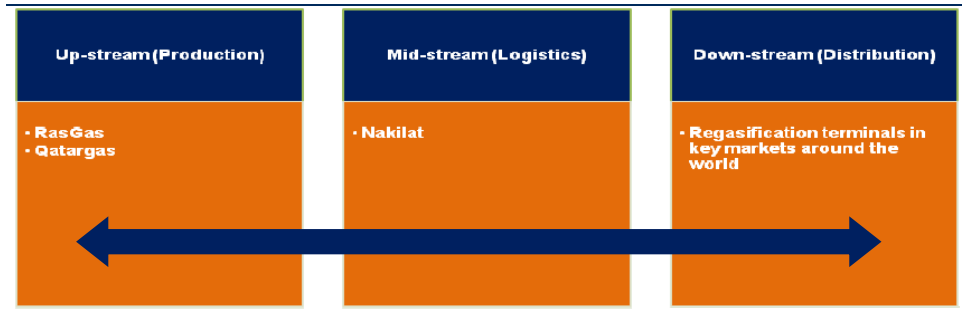 Up-stream (Production)
Mid-stream (Logistics)
Down-stream (Distribution)
▪ RasGas
▪ Qatargas
▪ Nakilat
▪ Regasification terminals in
key markets around the
world